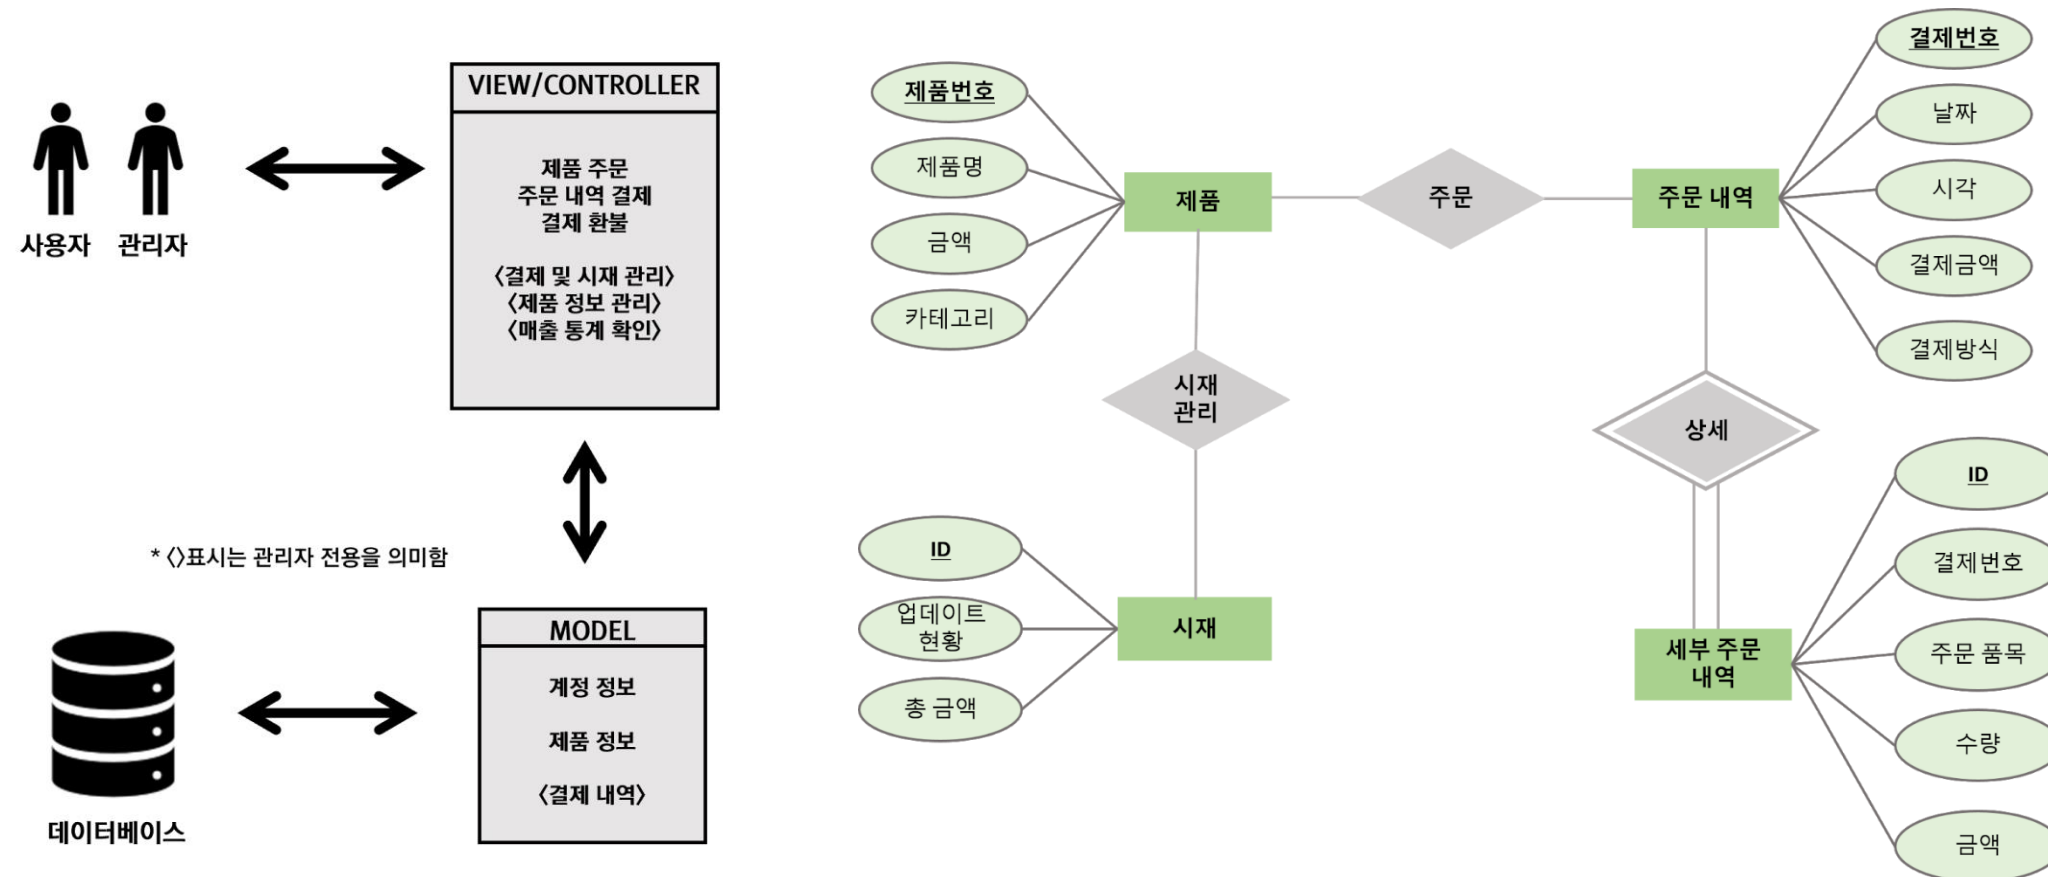 사용자
관리자
VIEW/CONTROLLER
제품 주문
주문 내역 결제
결제 환불
〈결제 및 시재 관리〉
〈제품 정보 관리〉
〈매출 통계 확인〉
* 〈〉표시는 관리자 전용을 의미함
데이터베이스
MODEL
계정 정보
제품 정보
〈결제 내역〉
제품번호
제품명
금액
카테고리
제품
주문
주문 내역
결제번호
날짜
시각
결제금액
결제방식
시재
관리
상세
ID
업데이트
현황
총 금액
시재
세부 주문
내역
ID
결제번호
주문 품목
수량
금액